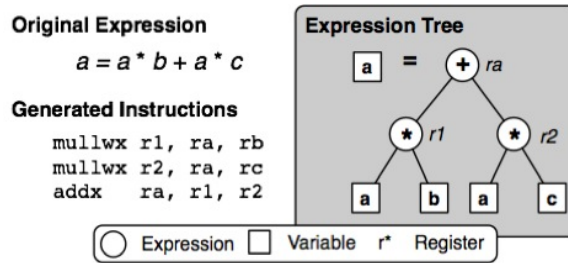 Original Expression
a = a * b + a * c
Generated Instructions
mullwx r1, ra, rb
mullwx r2, ra, rc
addx ra, r1, r2
Expression Tree
a = + ra
* r1 * r2
a b a c
Expression Variable r* Register